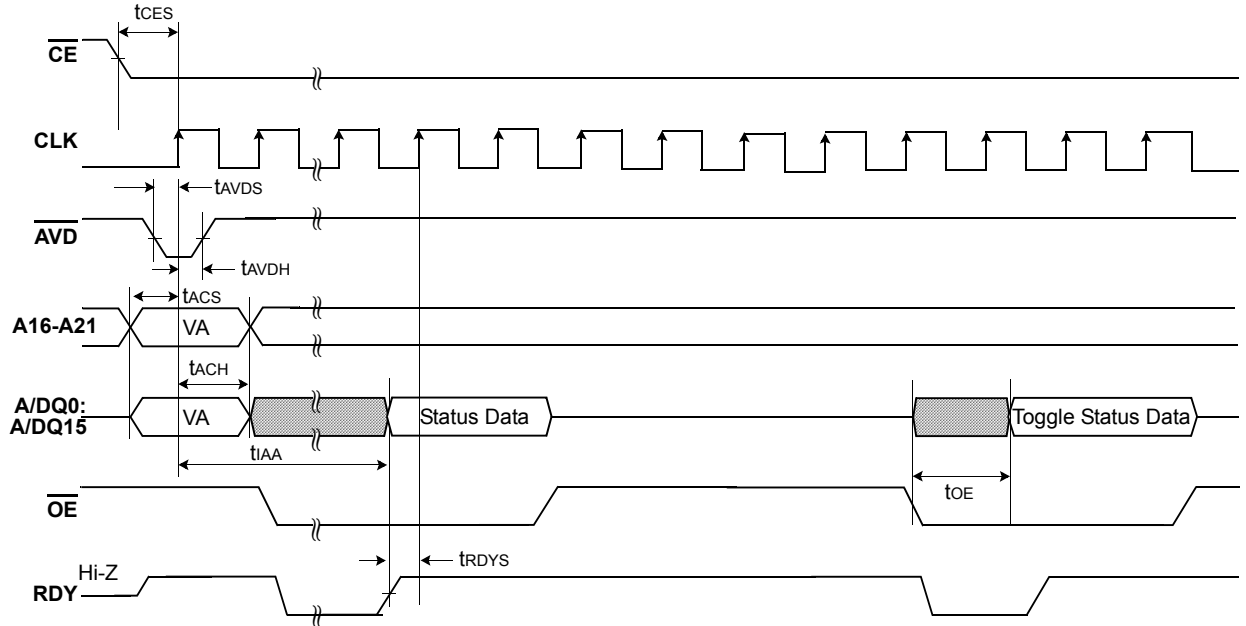 tCES
CE
CLK
tAVDS
AVD
tAVDH
tACS
A16-A21
VA
tACH
A/DQ0:
A/DQ15
VA
Status Data
Toggle Status Data
tIAA
tOE
OE
tRDYS
Hi-Z
RDY